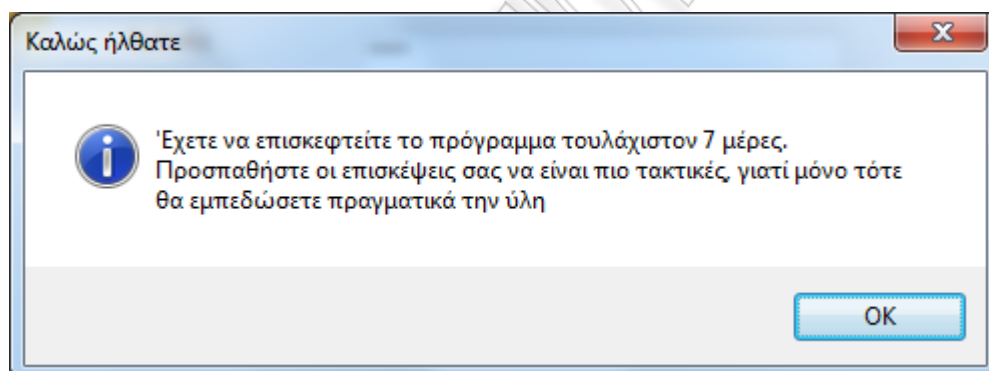 Καλώς ήλθατε
'Εχετε να επισκεφτείτε το πρόγραμμα τουλάχιστον 7 μέρες.
Προσπαθήστε οι επισκέψεις σας να είναι πιο τακτικές, γιατί μόνο τότε
θα εμπεδώσετε πραγματικά την ύλη
OK